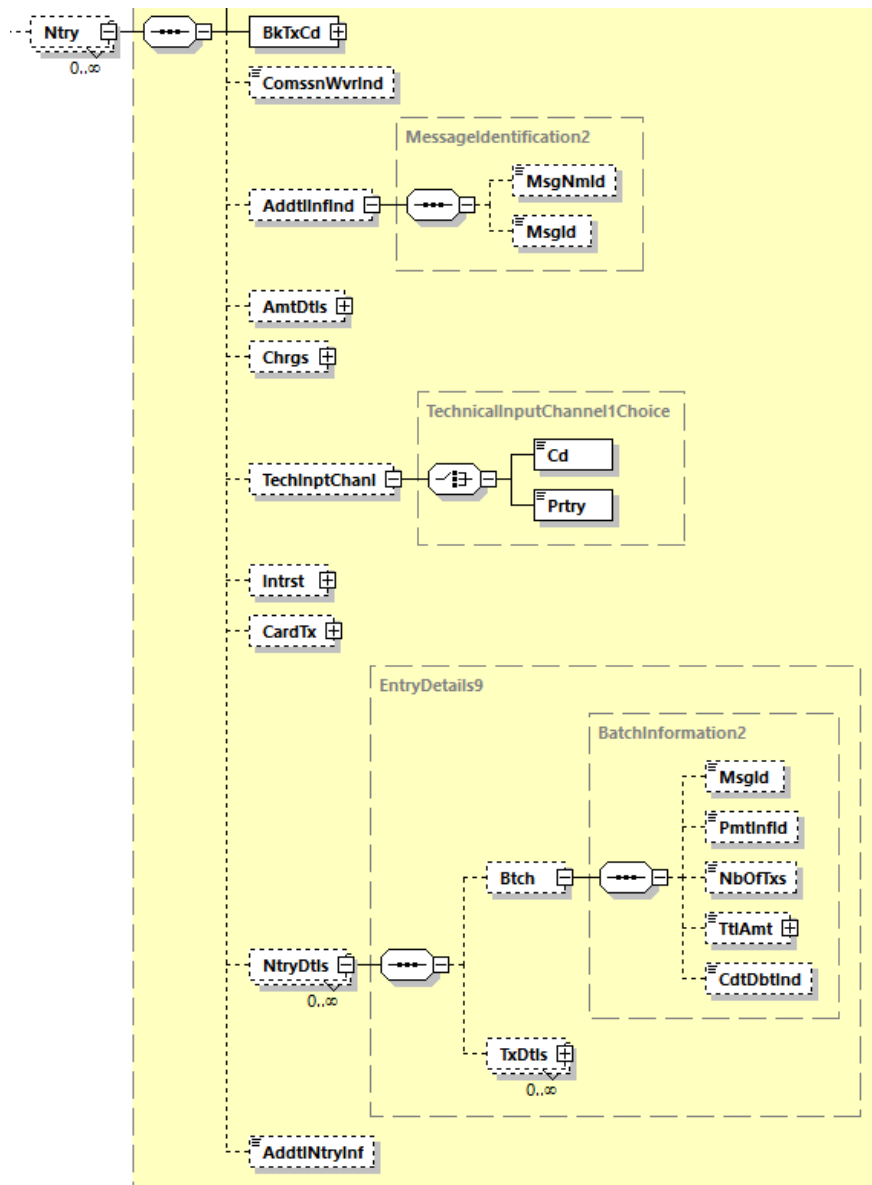 Ntry
0..∞
BkTxCd
ComssnWvrInd
MessageIdentification2
AddtlInfInd
MsgNmId
MsgId
AmtDtls
Chrgs
TechnicalInputChannel1Choice
TechInptChanl
Cd
Prtry
Intrst
CardTx
EntryDetails9
BatchInformation2
MsgId
PmtInfId
Btch
NbOfTxs
TtlAmt
NtryDtls
0..∞
CdtDbtInd
TxDtls
0..∞
AddtlNtryInf